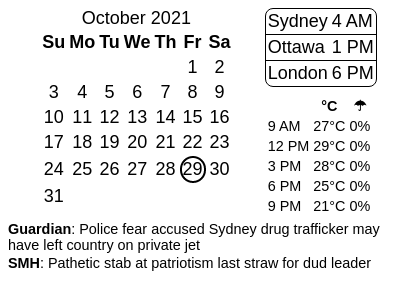 October 2021
Su Mo Tu We Th Fr Sa
1 2
3 4 5 6 7 8 9
10 11 12 13 14 15 16
17 18 19 20 21 22 23
24 25 26 27 28 29 30
31
Sydney 4 AM
Ottawa 1 PM
London 6 PM
°C ☂
9 AM 27°C 0%
12 PM 29°C 0%
3 PM 28°C 0%
6 PM 25°C 0%
9 PM 21°C 0%
Guardian: Police fear accused Sydney drug trafficker may
have left country on private jet
SMH: Pathetic stab at patriotism last straw for dud leader